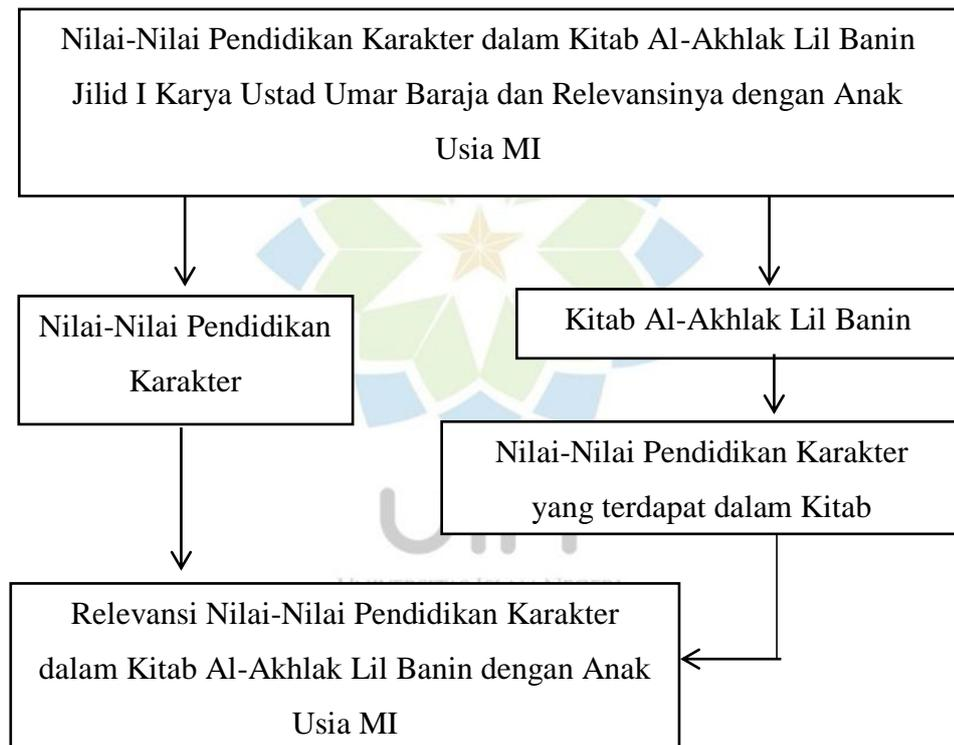 Nilai-Nilai Pendidikan Karakter dalam Kitab Al-Akhlak Lil Banin
Jilid I Karya Ustad Umar Baraja dan Relevansinya dengan Anak
Usia MI
Nilai-Nilai Pendidikan
Karakter
Kitab Al-Akhlak Lil Banin
Nilai-Nilai Pendidikan Karakter
yang terdapat dalam Kitab
Relevansi Nilai-Nilai Pendidikan Karakter
dalam Kitab Al-Akhlak Lil Banin dengan Anak
Usia MI